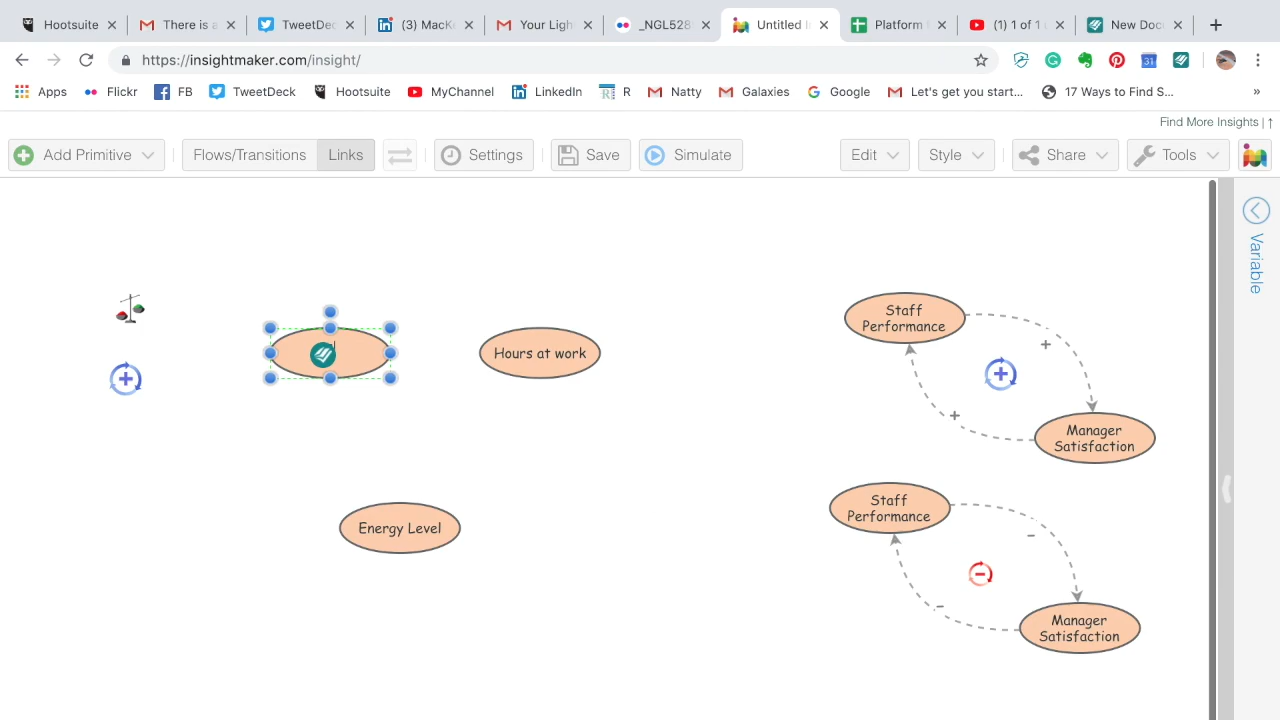 Hootsuite
There is a
TweetDec
(3) MacK
Your Ligh
_NGL528
Untitled I
Platform
(1) 1 of 1
New Doc
https://insightmaker.com/insight/
Apps
Flickr
FB
TweetDeck
Hootsuite
MyChannel
LinkedIn
R
Natty
Galaxies
Google
Let's get you start...
17 Ways to Find S...
»
Find More Insights | ↑
Add Primitive
Flows/Transitions
Links
Settings
Save
Simulate
Edit
Style
Share
Tools
Variable
Hours at work
Energy Level
Staff
Performance
+
+
+
Manager
Satisfaction
Staff
Performance
-
-
-
Manager
Satisfaction
+